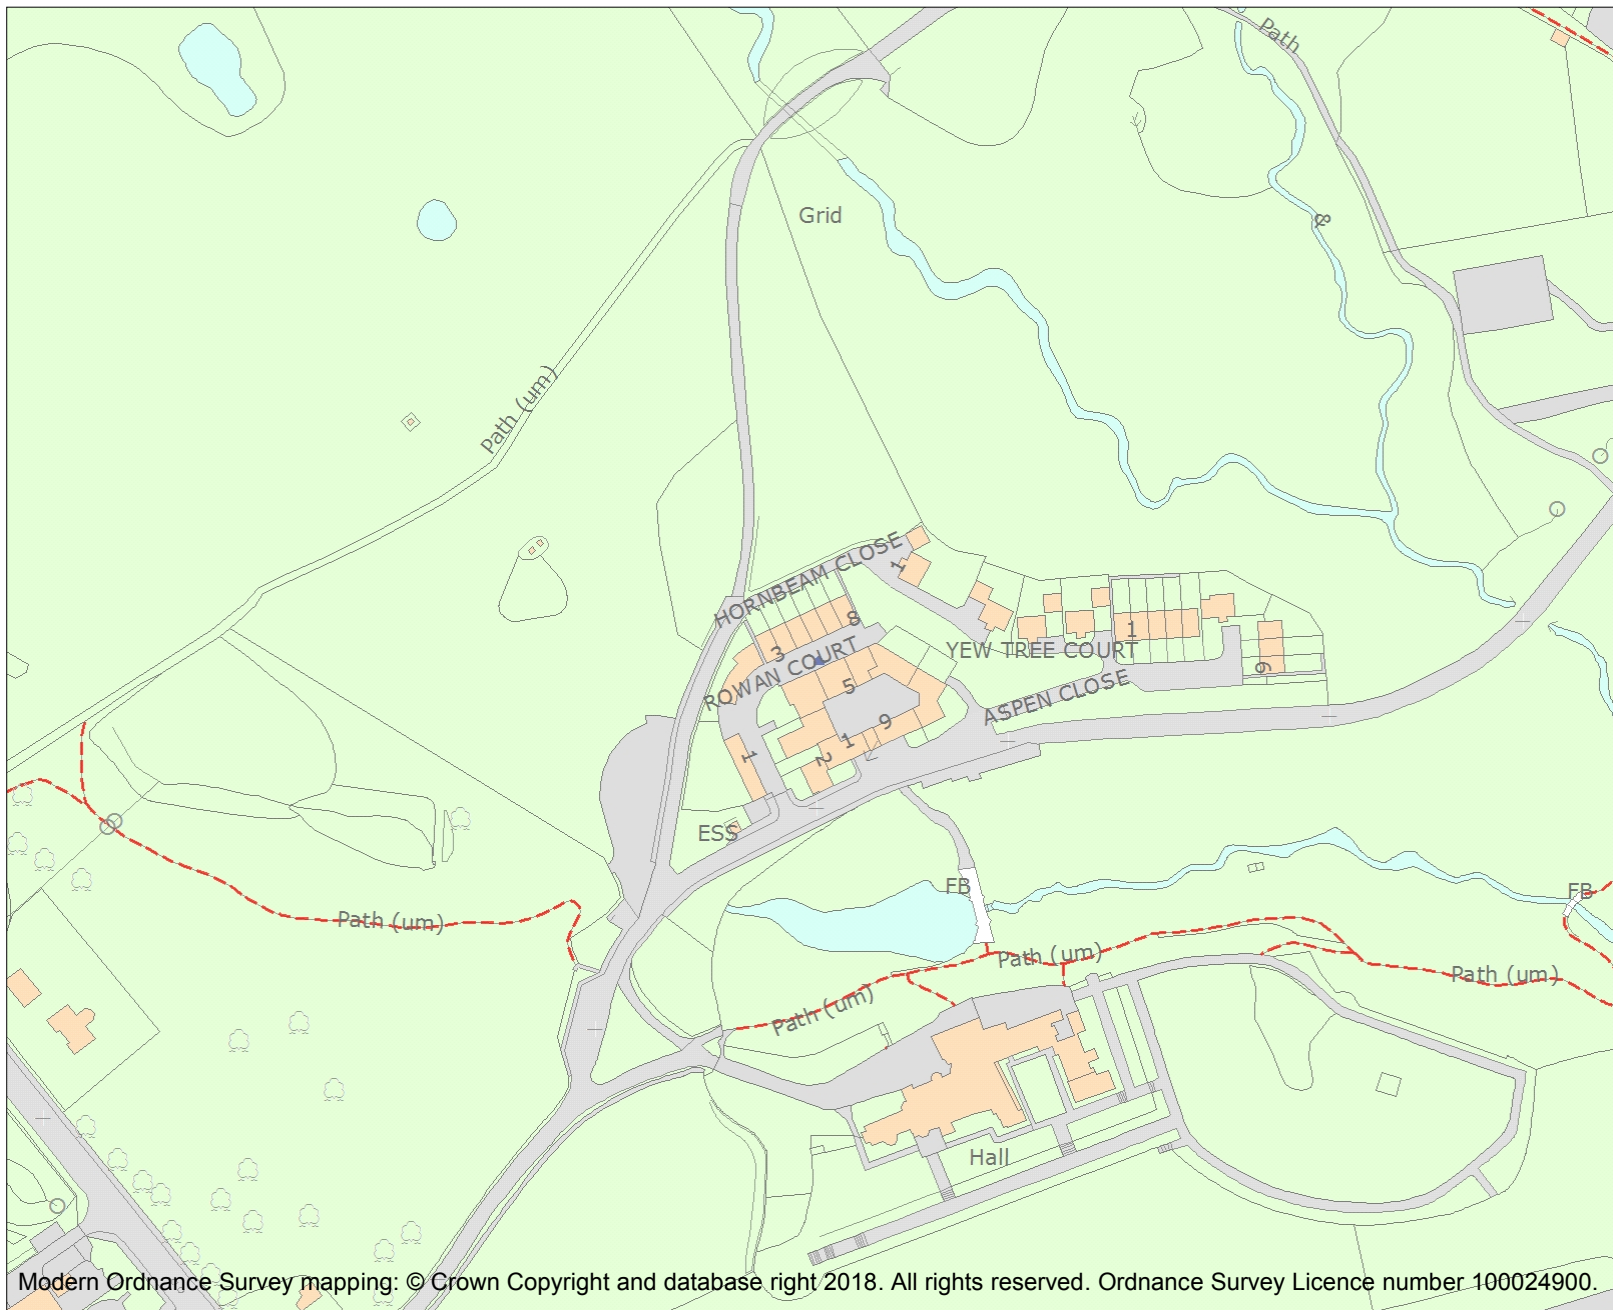 Path
Grid
&
Path (um)
HORNBEAM CLOSE
1
8
3
ROWAN COURT
5
YEW TREE COURT
1
ASPEN CLOSE
6
9
1
2
1
ESS
FB
FB
Path (um)
Path (um)
Path (um)
Path (um)
Hall
Modern Ordnance Survey mapping: © Crown Copyright and database right 2018. All rights reserved. Ordnance Survey Licence number 100024900.